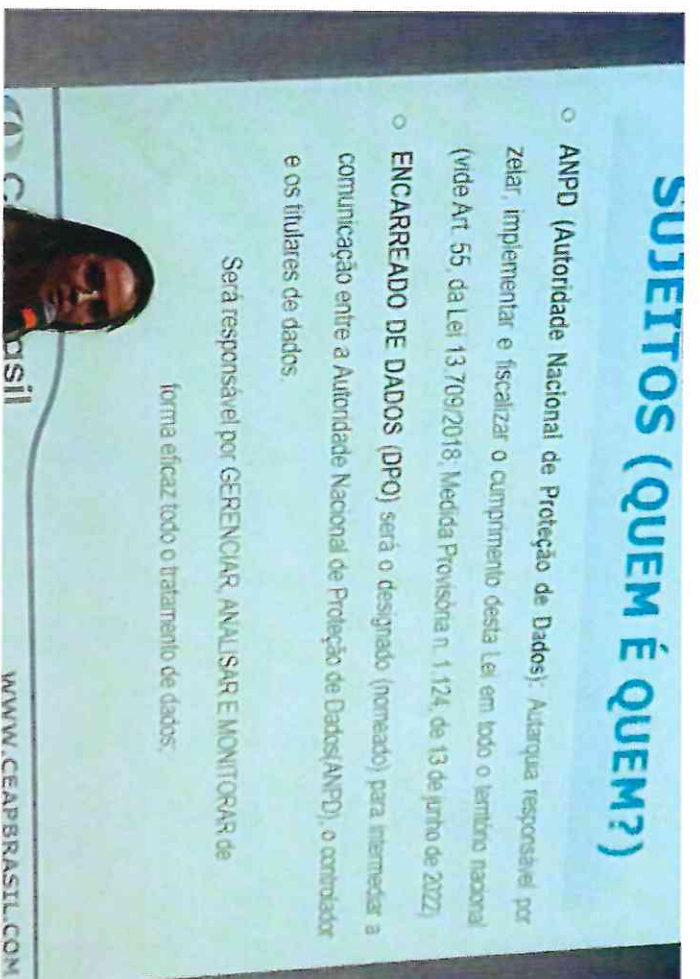 SUJEITOS (QUEM É QUEM?)
○ ANPD (Autoridade Nacional de Proteção de Dados): Autarquia responsável por
zelar, implementar e fiscalizar o cumprimento desta Lei em todo o território nacional
(vide Art. 55, da Lei 13.709/2018; Medida Provisória n. 1.124, de 13 de junho de 2022)
○ ENCARREADO DE DADOS (DPO) será o designado (nomeado) para intermediar a
comunicação entre a Autoridade Nacional de Proteção de Dados(ANPD), o controlador
e os titulares de dados.
Será responsável por GERENCIAR, ANALISAR E MONITORAR de
forma eficaz todo o tratamento de dados;
asil
WWW.CEAPBRASIL.COM